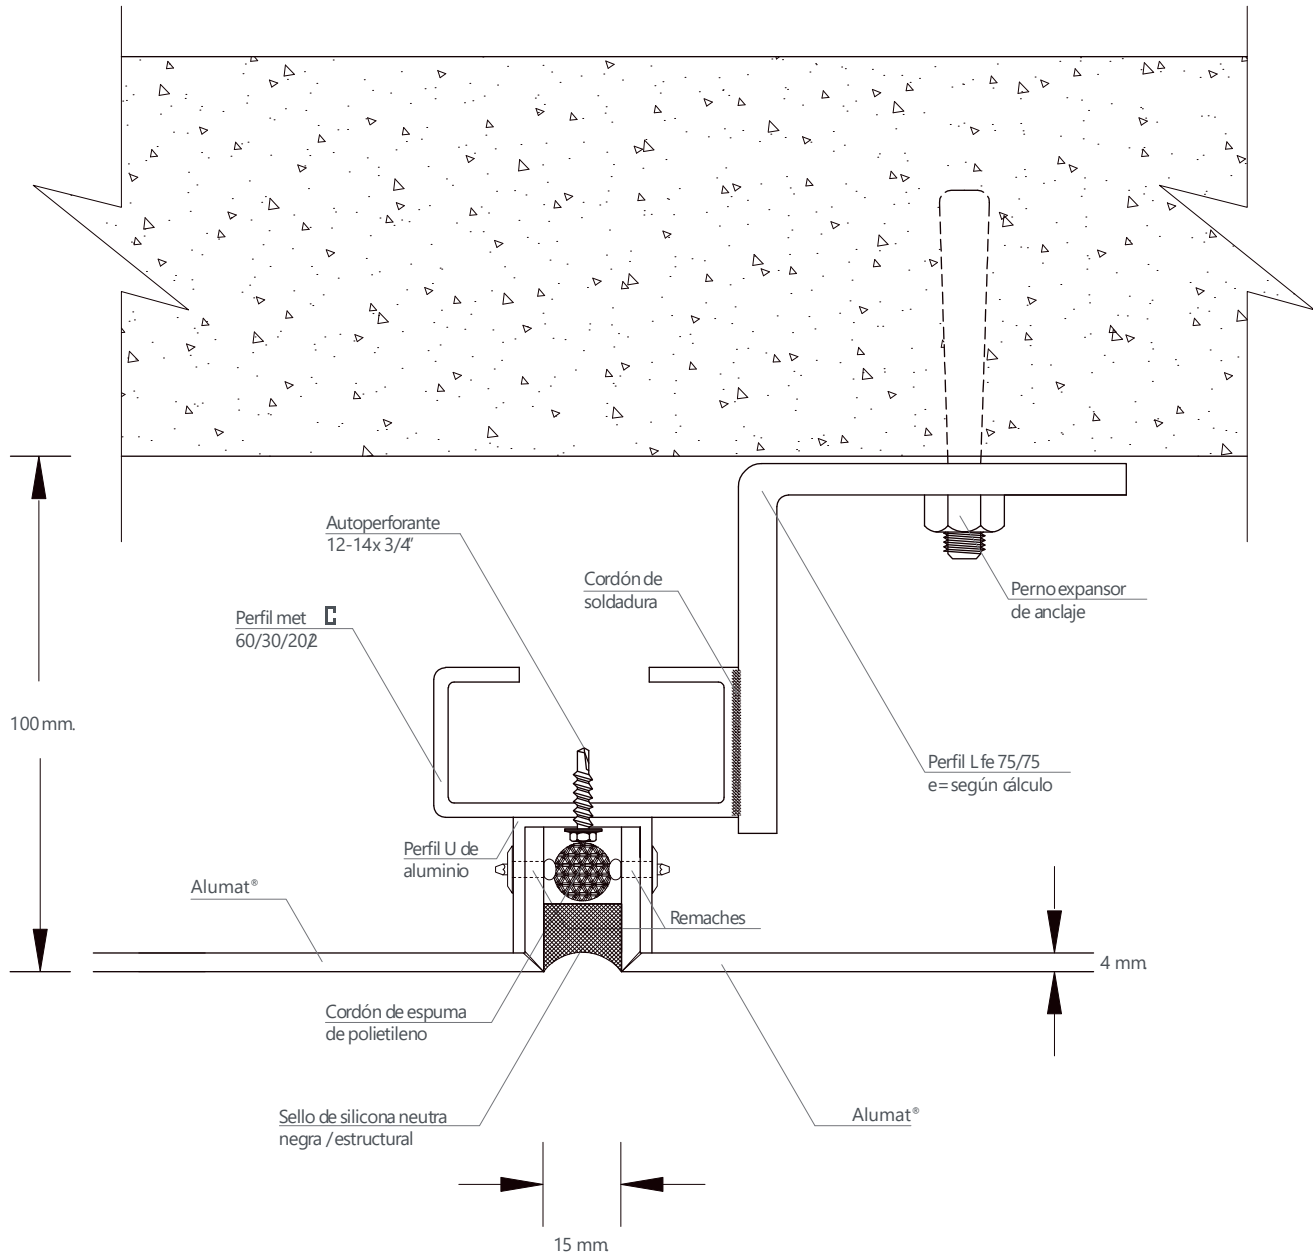 Autoperforante
12-14x 3/4"
Cordón de
soldadura
Perno expansor
de anclaje
Perfil met C
60/30/20/2
100 mm.
Perfil L fe 75/75
e=según cálculo
Perfil U de
aluminio
Alumat®
Remaches
4 mm.
Cordón de espuma
de polietileno
Sello de silicona neutra
negra / estructural
Alumat®
15 mm.